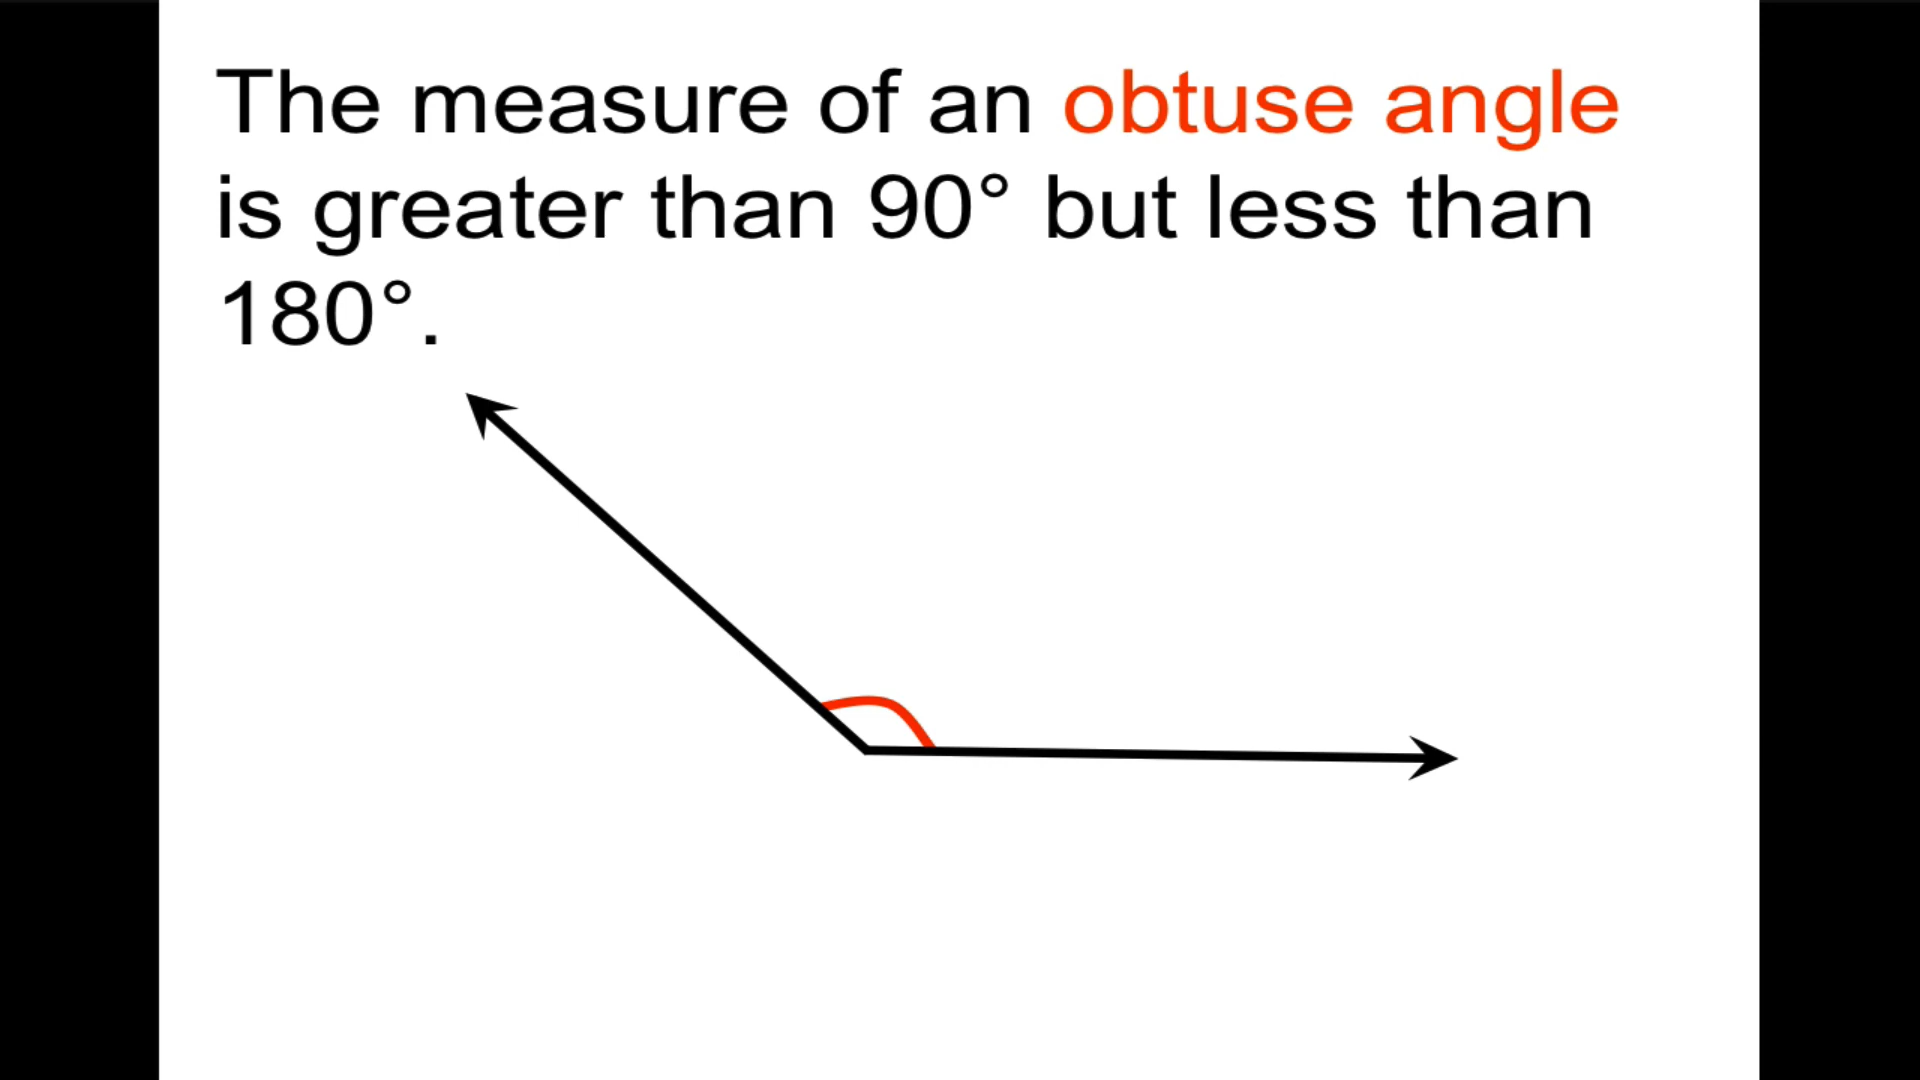 The measure of an obtuse angle
is greater than 90° but less than
180°.